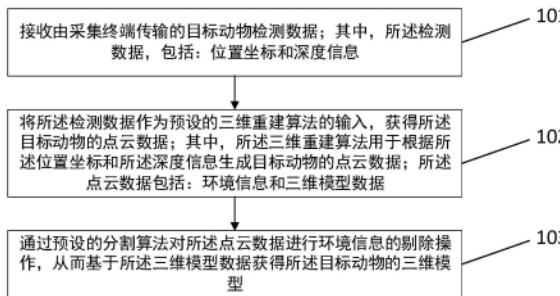 接收由采集终端传输的目标动物检测数据；其中，所述检测
数据，包括：位置坐标和深度信息
101
将所述检测数据作为预设的三维重建算法的输入，获得所述
目标动物的点云数据；其中，所述三维重建算法用于根据所
述位置坐标和所述深度信息生成目标动物的点云数据；所述
点云数据包括：环境信息和三维模型数据
102
通过预设的分割算法对所述点云数据进行环境信息的剔除操
作，从而基于所述三维模型数据获得所述目标动物的三维模
型
103